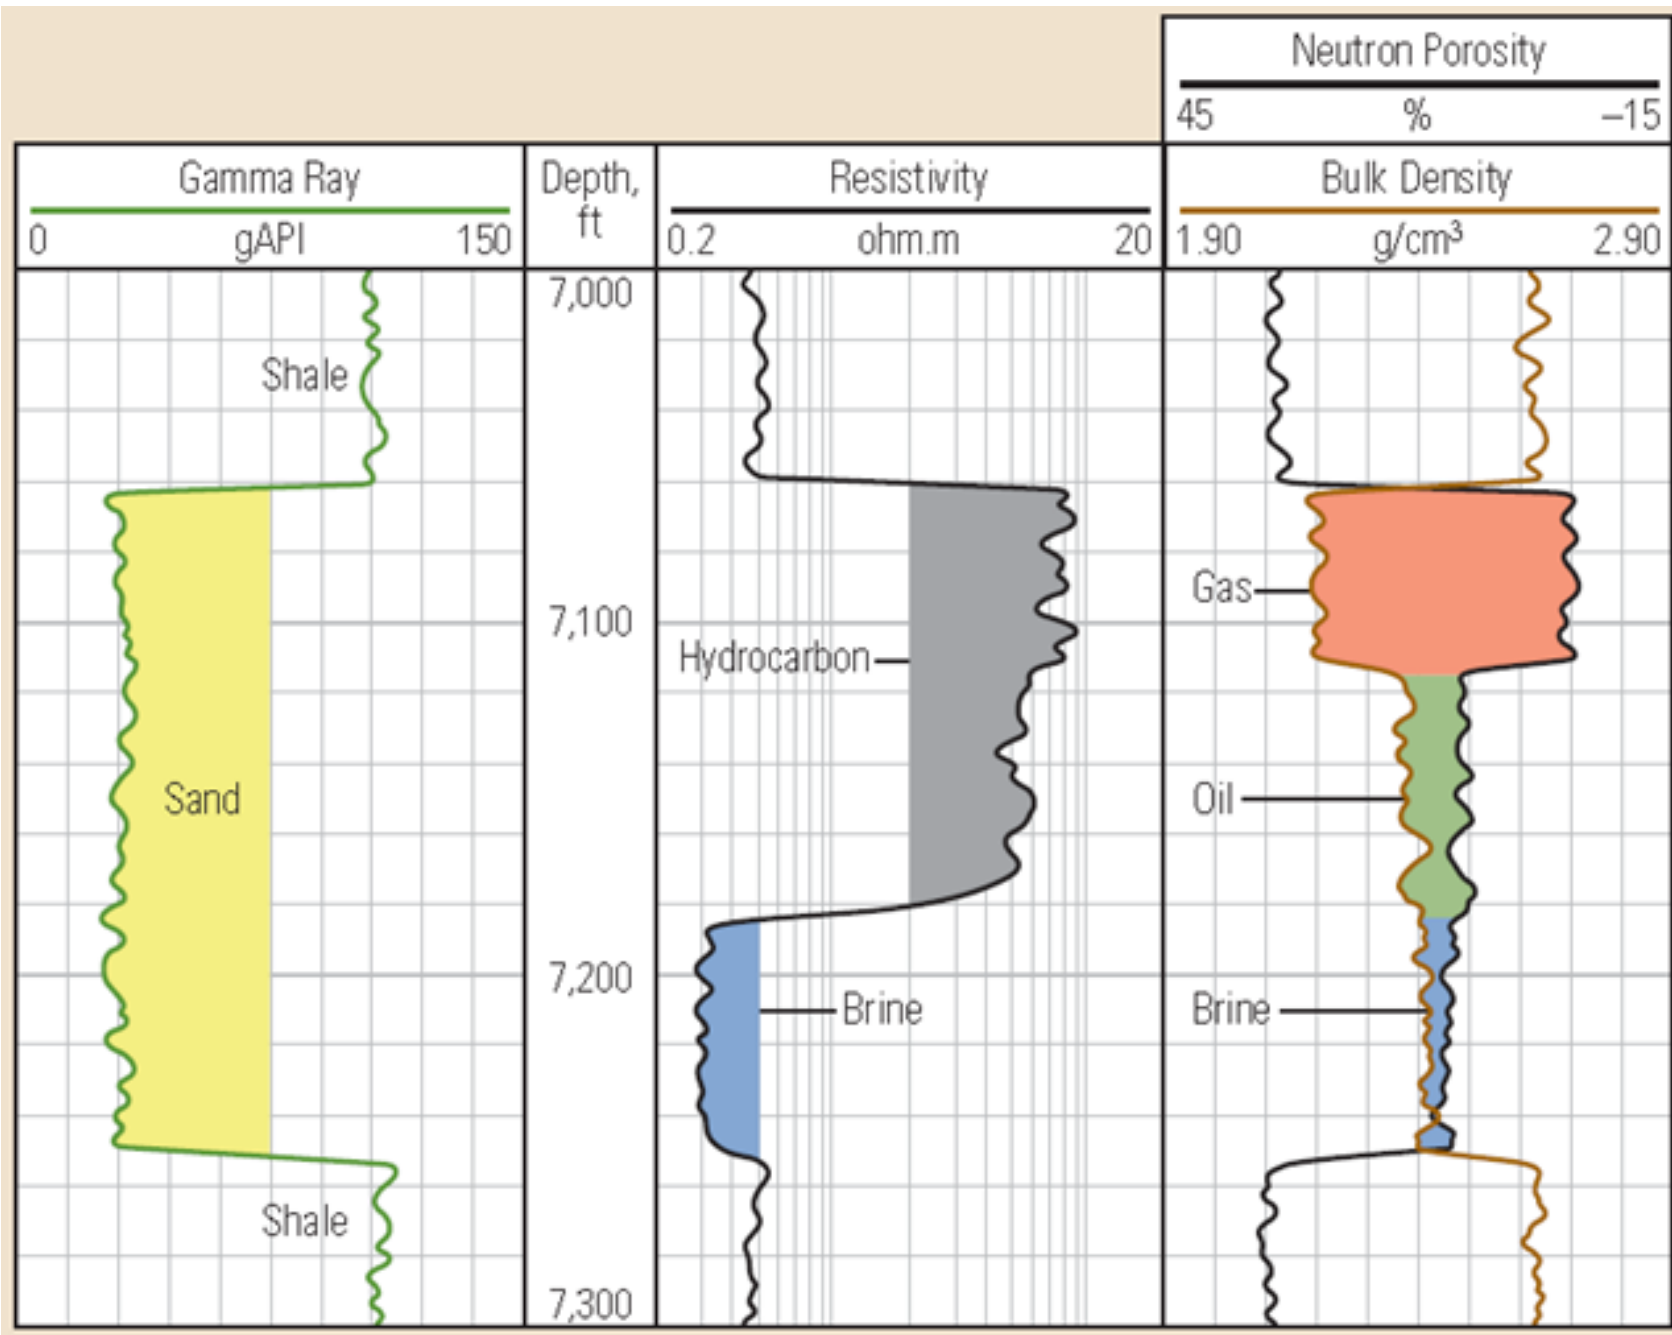 Neutron Porosity
45 % –15
Gamma Ray
0 gAPI 150
Depth,
ft
Resistivity
0.2 ohm.m 20
Bulk Density
1.90 g/cm³ 2.90
7,000
Shale
Gas
7,100
Hydrocarbon
Sand
Oil
7,200
Brine
Brine
Shale
7,300